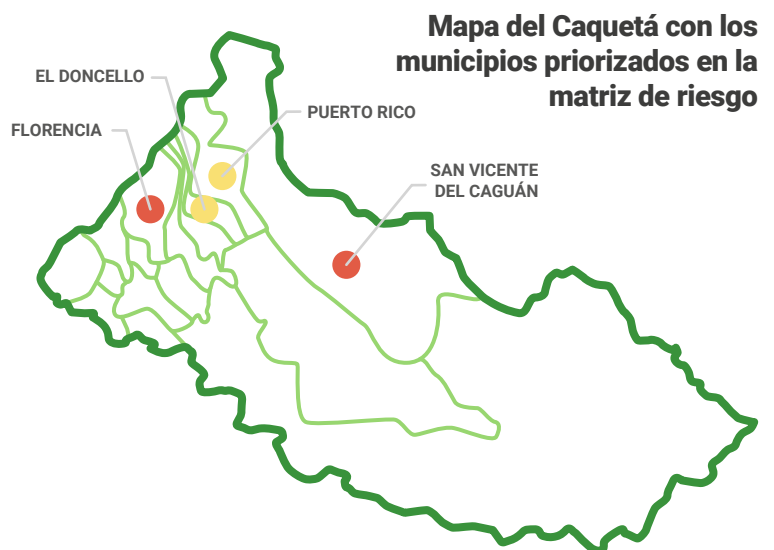 Mapa del Caquetá con los
municipios priorizados en la
matriz de riesgo
EL DONCELLO
PUERTO RICO
FLORENCIA
SAN VICENTE
DEL CAGUÁN